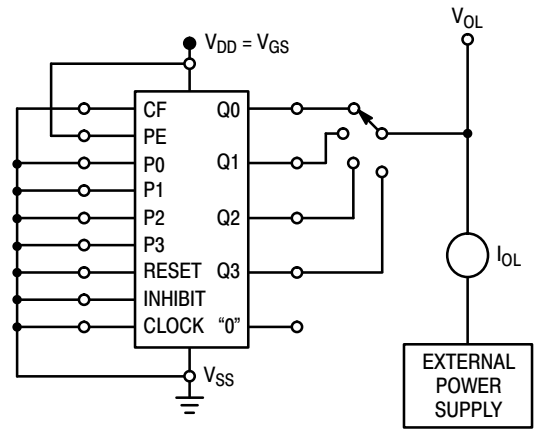 V_OL
V_DD = V_GS
CF Q0
PE
P0 Q1
P1
P2 Q2
P3
RESET Q3
INHIBIT
CLOCK "0"
I_OL
V_SS
EXTERNAL
POWER
SUPPLY